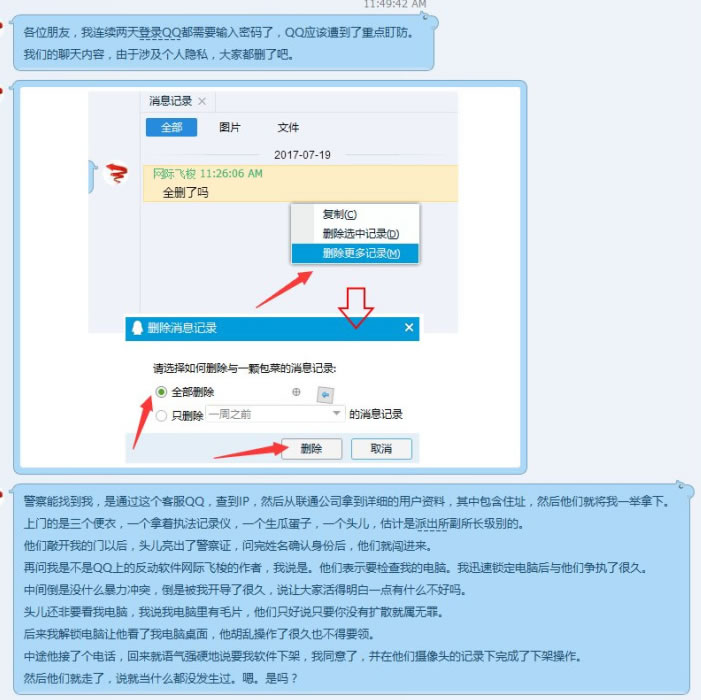 11:49:42 AM
各位朋友，我连续两天登录QQ都需要输入密码了，QQ应该遭到了重点盯防。
我们的聊天内容，由于涉及个人隐私，大家都删了吧。
消息记录
全部 图片 文件
2017-07-19
网际飞梭 11:26:06 AM
全删了吗
复制(C)
删除选中记录(D)
删除更多记录(M)
删除消息记录
请选择如何删除与一颗包菜的消息记录:
全部删除
只删除 一周之前 的消息记录
删除 取消
警察能找到我，是通过这个客服QQ，查到IP，然后从联通公司拿到详细的用户资料，其中包含住址，然后他们就将我一举拿下。
上门的是三个便衣，一个拿着执法记录仪，一个生瓜蛋子，一个头儿，估计是派出所副所长级别的。
他们敲开我的门以后，头儿亮出了警察证，问完姓名确认身份后，他们就闯进来。
再问我是不是QQ上的反动软件网际飞梭的作者，我说是。他们表示要检查我的电脑。我迅速锁定电脑后与他们争执了很久。
中间倒是没什么暴力冲突，倒是被我开导了很久，说让大家活得明白一点有什么不好吗。
头儿还非要看我电脑，我说我电脑里有毛片，他们只好说只要你没有扩散就属无罪。
后来我解锁电脑让他看了我电脑桌面，他胡乱操作了很久也不得要领。
中途他接了个电话，回来就语气强硬地说要我软件下架，我同意了，并在他们摄像头的记录下完成了下架操作。
然后他们就走了，说就当什么都没发生过。嗯。是吗？